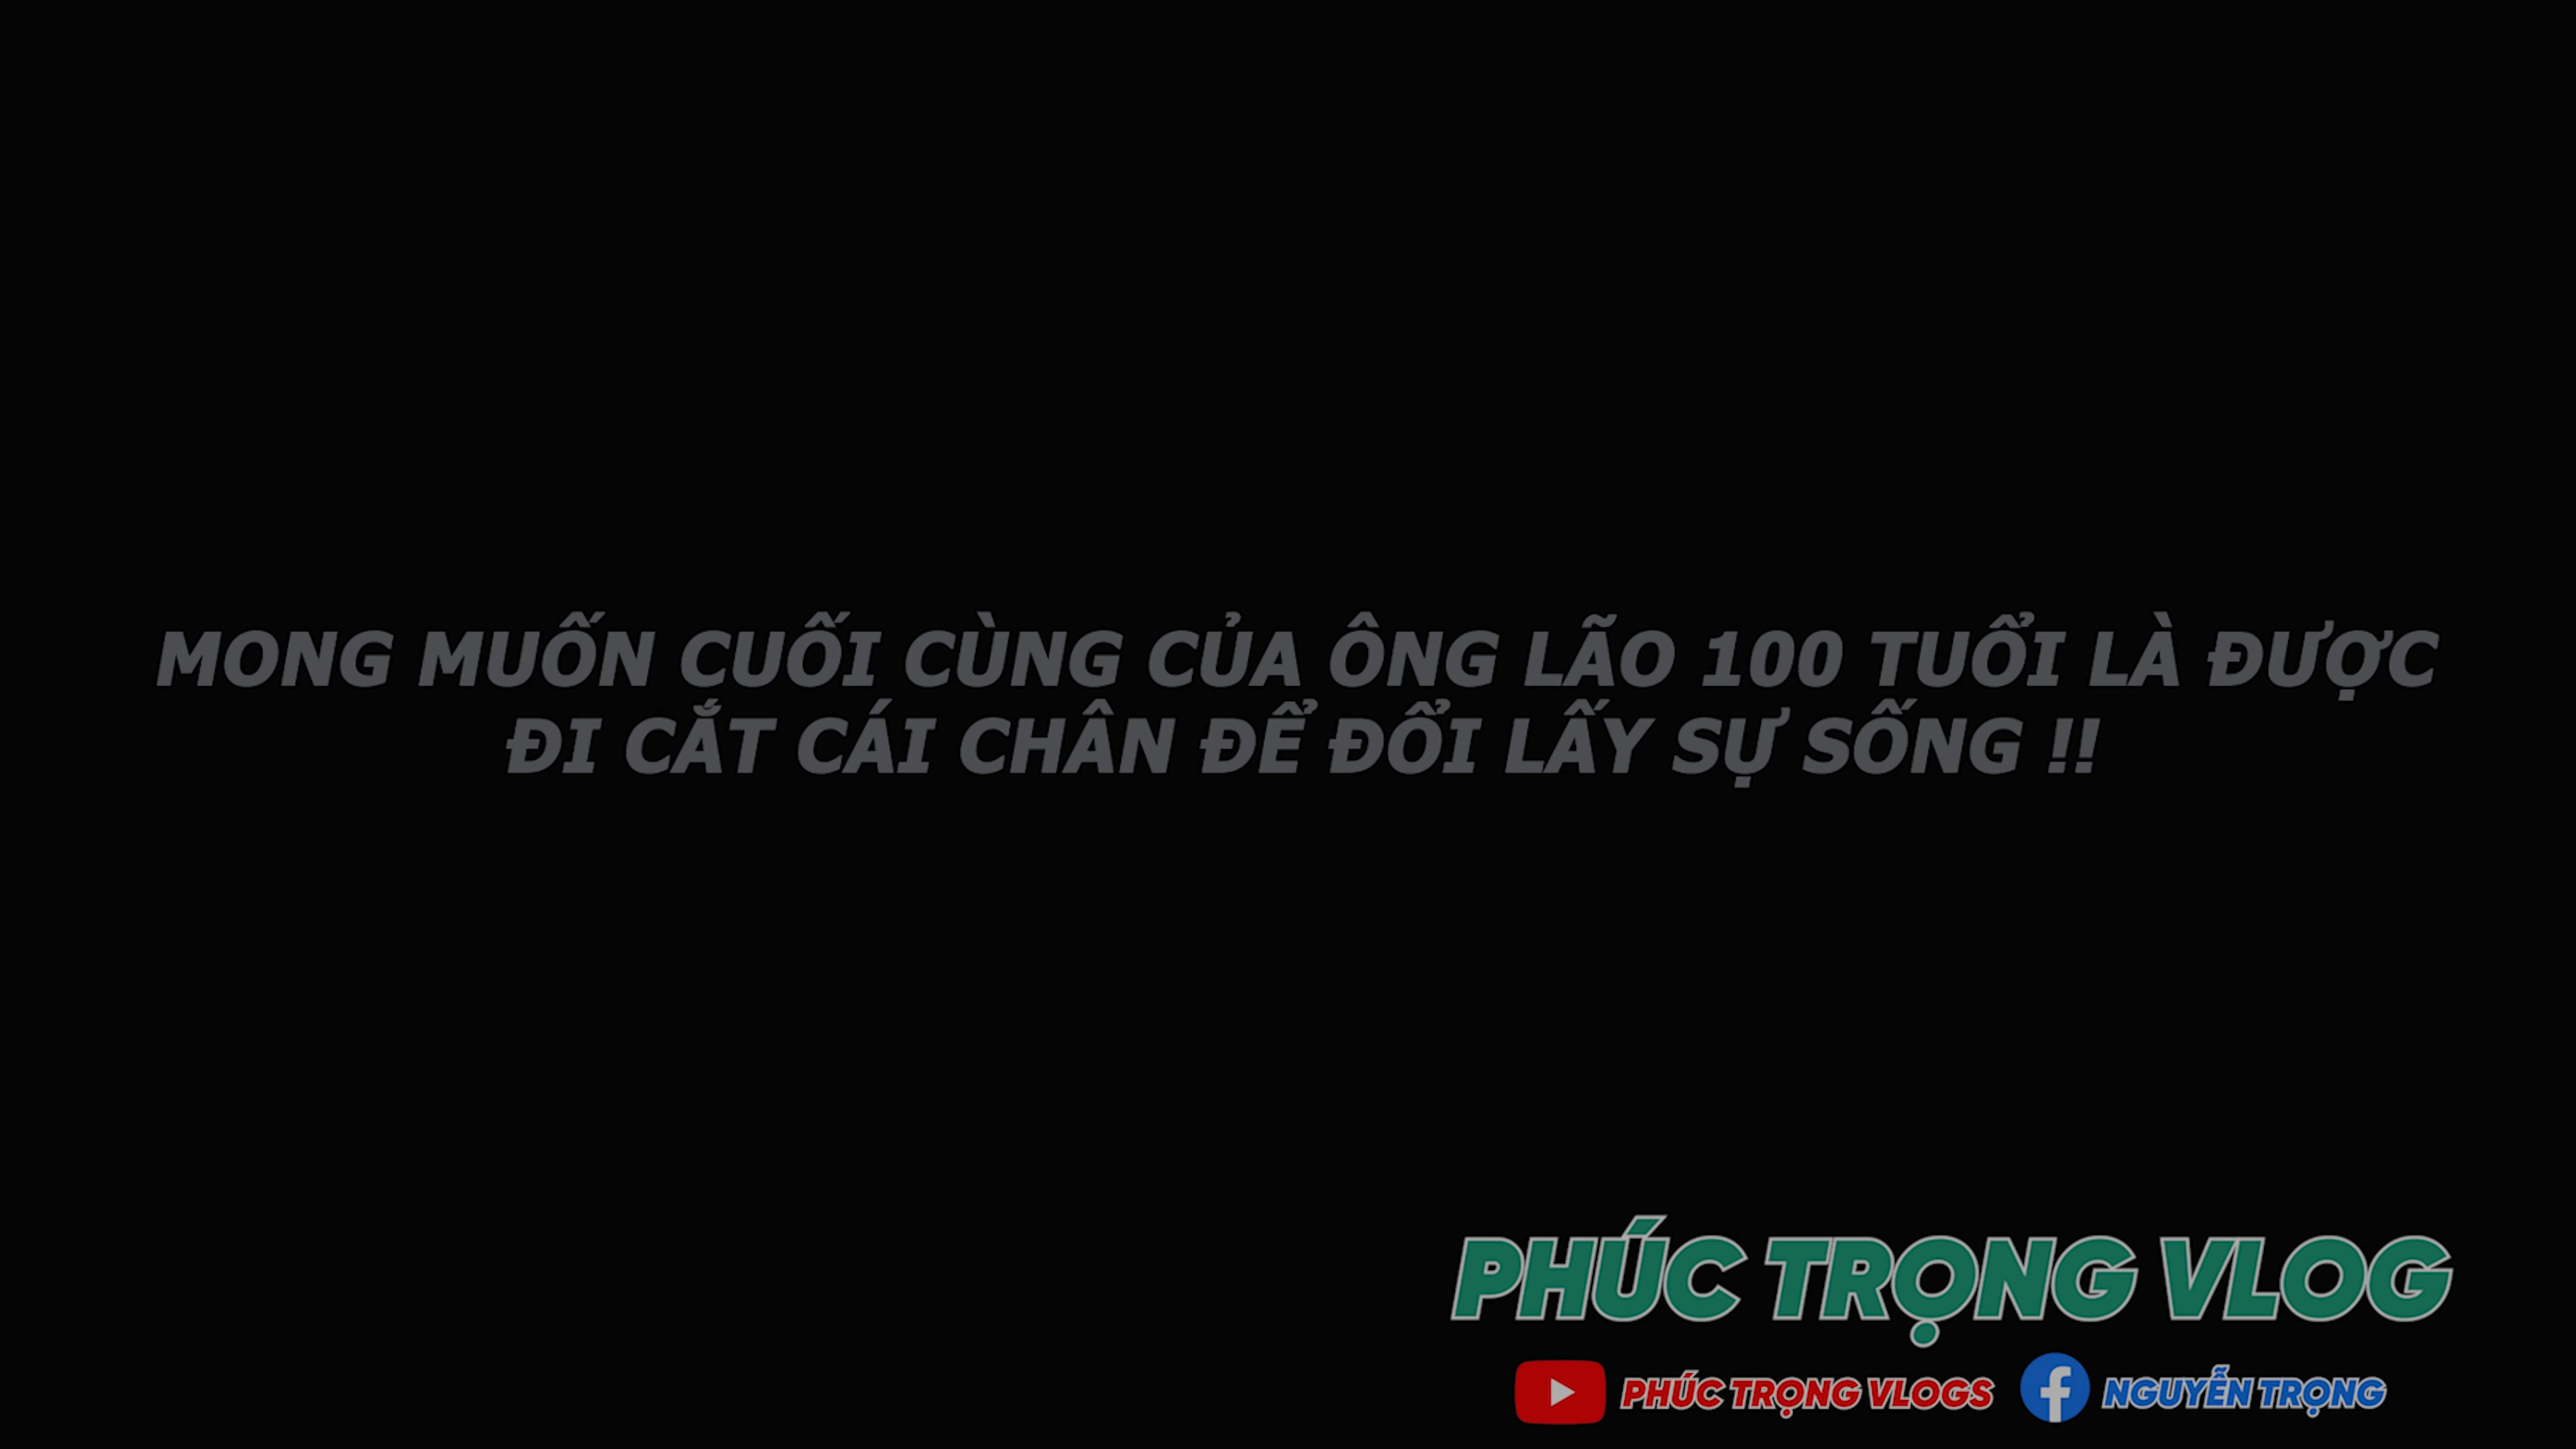 MONG MUỐN CUỐI CÙNG CỦA ÔNG LÃO 100 TUỔI LÀ ĐƯỢC
ĐI CẮT CÁI CHÂN ĐỂ ĐỔI LẤY SỰ SỐNG !!
PHÚC TRỌNG VLOG
PHÚC TRỌNG VLOGS NGUYỄN TRỌNG